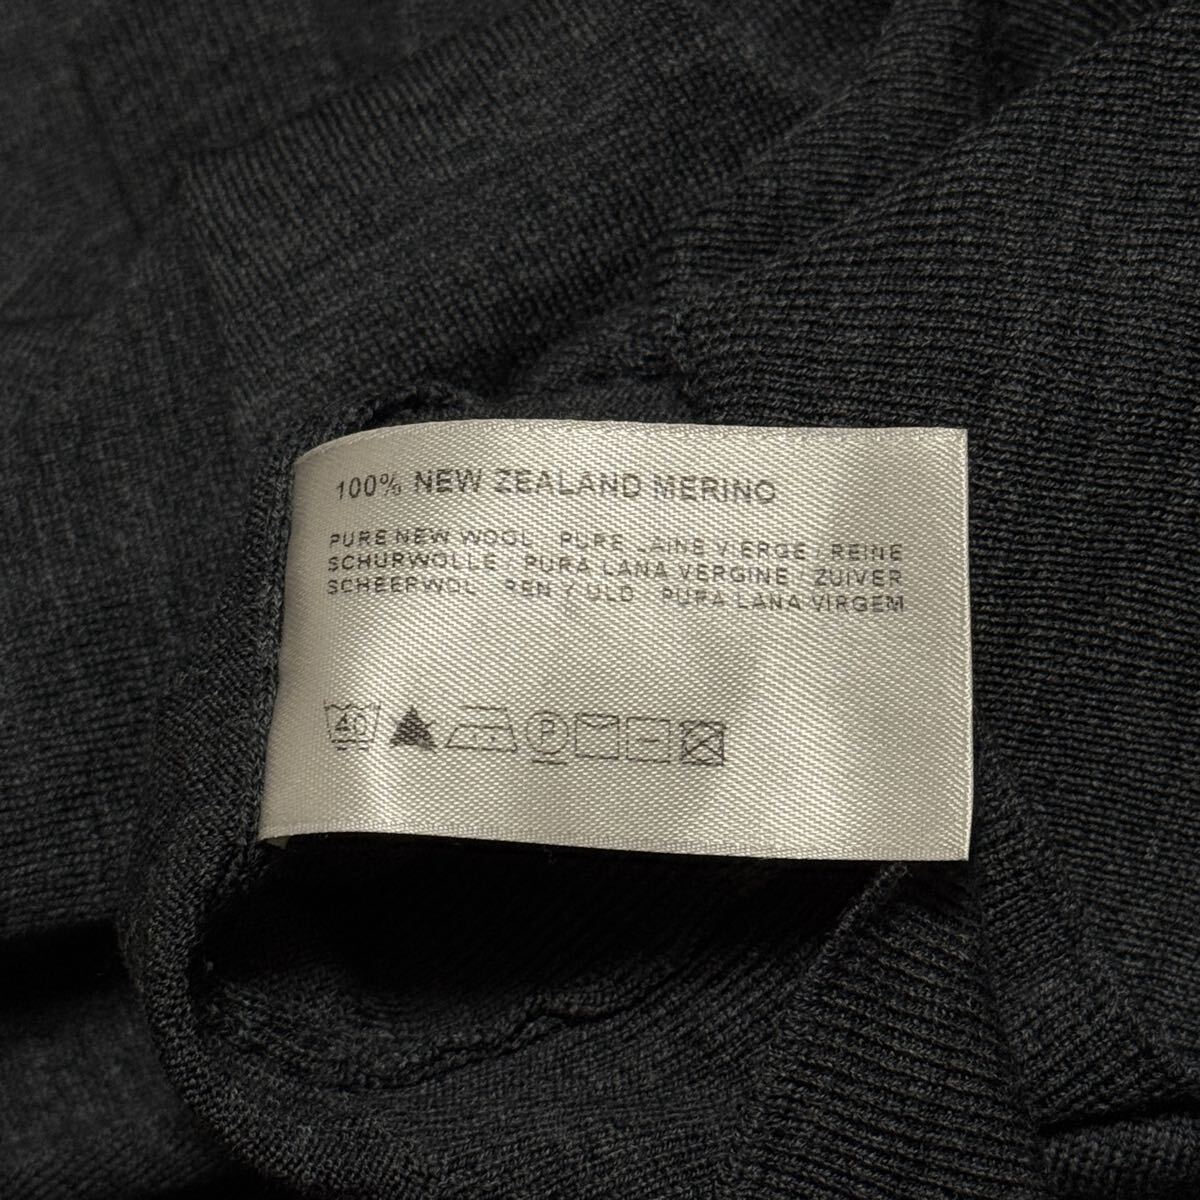 100% NEW ZEALAND MERINO
PURE NEW WOOL PURE LAINE VIERGE / REINE
SCHURWOLLE / PURA LANA VERGINE / ZUIVER
SCHEERWOL REN / ULD PURA LANA VIRGEM
40 P